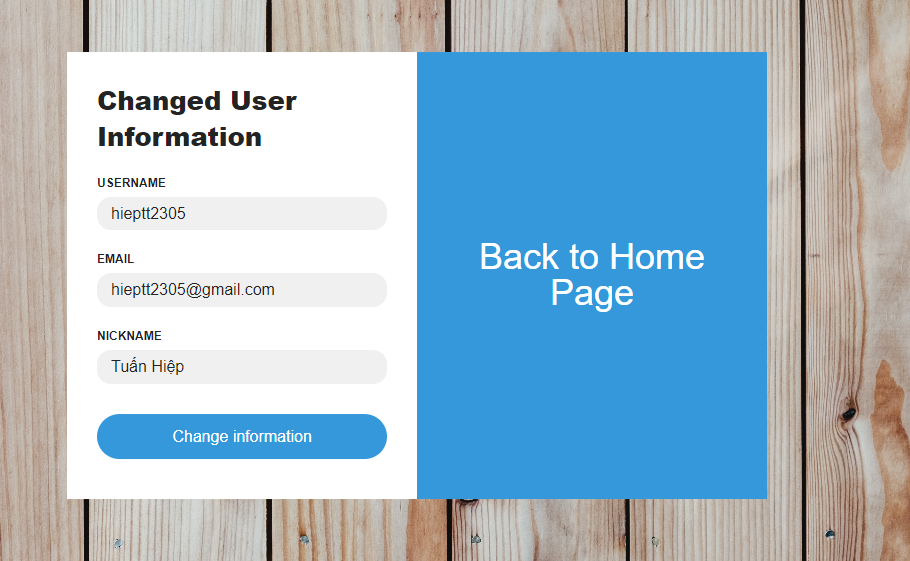 Changed User
Information
USERNAME
hieptt2305
EMAIL
hieptt2305@gmail.com
NICKNAME
Tuấn Hiệp
Change information
Back to Home
Page